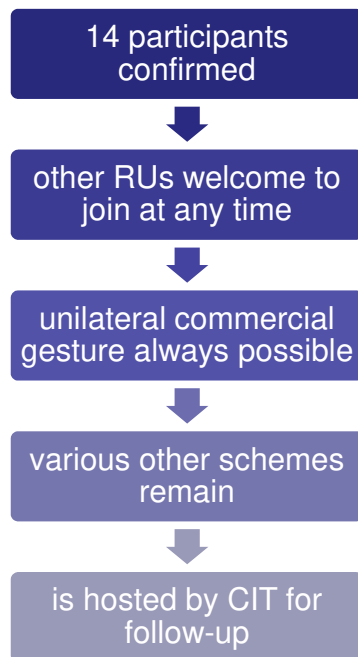 14 participants
confirmed
other RUs welcome to
join at any time
unilateral commercial
gesture always possible
various other schemes
remain
is hosted by CIT for
follow-up